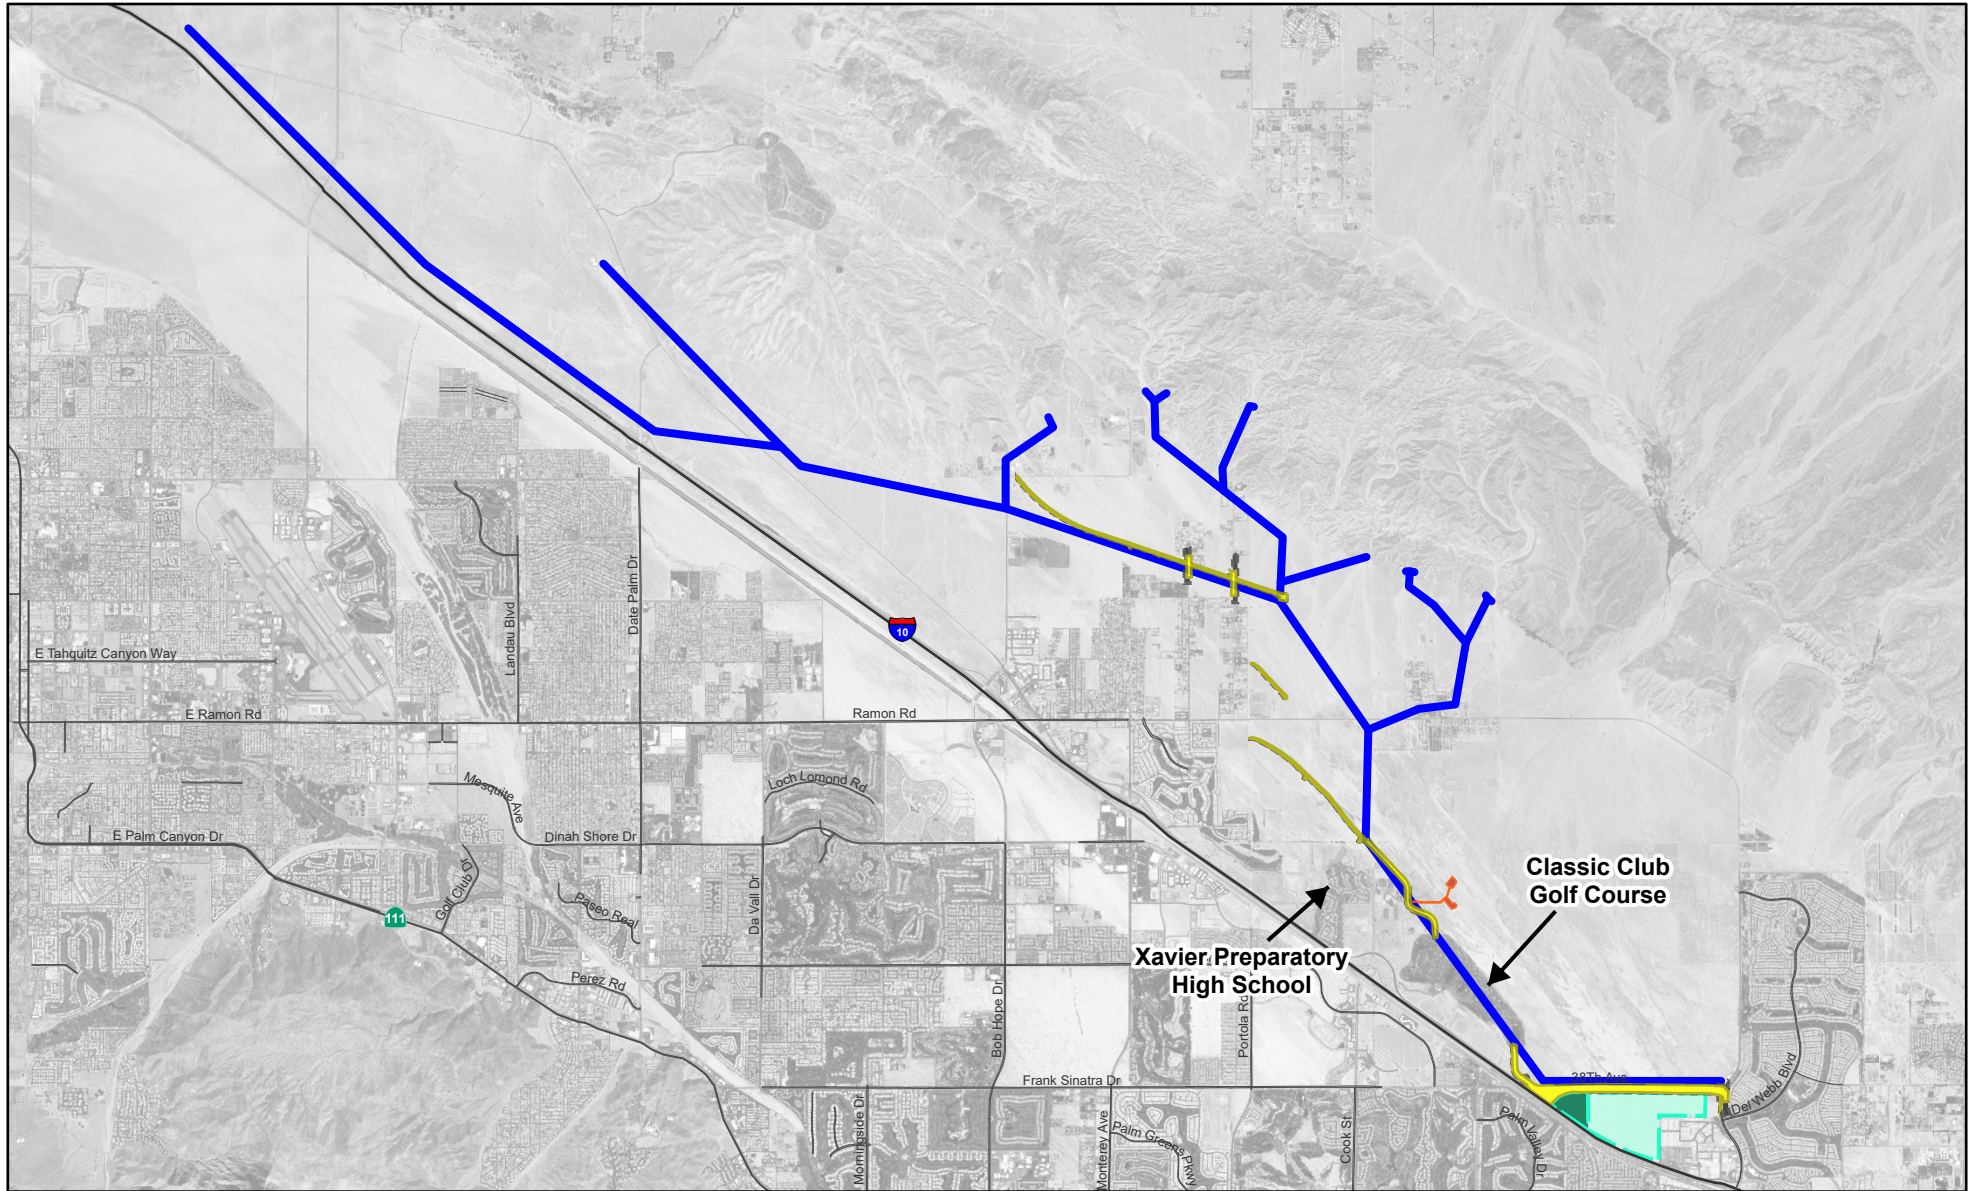 10
E Tahquitz Canyon Way
Landau Blvd
Date Palm Dr
E Ramon Rd
Ramon Rd
Mesquite Ave
Loch Lomond Rd
E Palm Canyon Dr
Dinah Shore Dr
Golf Club Dr
111
Paseo Real
Da Vall Dr
Classic Club
Golf Course
Xavier Preparatory
High School
Perez Rd
Bob Hope Dr
Portola Rd
Frank Sinatra Dr
38Th Ave
Del Webb Blvd
Morningside Dr
Monterey Ave
Palm Greens Pkwy
Cook St
Palm Valley Dr